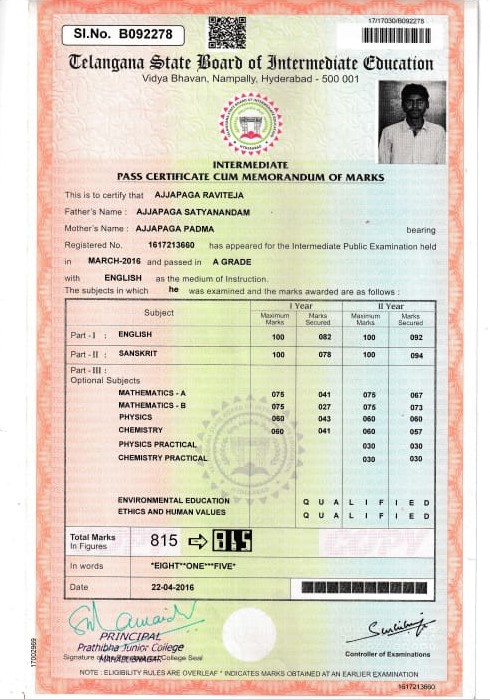 17/17030/B092278
Sl.No. B092278
Telangana State Board of Intermediate Education
Vidya Bhavan, Nampally, Hyderabad - 500 001
INTERMEDIATE
PASS CERTIFICATE CUM MEMORANDUM OF MARKS
This is to certify that AJJAPAGA RAVITEJA
Father's Name : AJJAPAGA SATYANANDAM
Mother's Name : AJJAPAGA PADMA bearing
Registered No. 1617213660 has appeared for the Intermediate Public Examination held
in MARCH-2016 and passed in A GRADE
with ENGLISH as the medium of Instruction.
The subjects in which he was examined and the marks awarded are as follows :
Subject I Year II Year
Maximum Marks Marks Secured Maximum Marks Marks Secured
Part - I : ENGLISH 100 082 100 092
Part - II : SANSKRIT 100 078 100 094
Part - III :
Optional Subjects
MATHEMATICS - A 075 041 075 067
MATHEMATICS - B 075 027 075 073
PHYSICS 060 043 060 060
CHEMISTRY 060 041 060 057
PHYSICS PRACTICAL 030 030
CHEMISTRY PRACTICAL 030 030
ENVIRONMENTAL EDUCATION Q U A L I F I E D
ETHICS AND HUMAN VALUES Q U A L I F I E D
Total Marks
In Figures 815 815
COPY
In words *EIGHT**ONE***FIVE*
Date 22-04-2016
PRINCIPAL
Prathibha Junior College
MAHABUBNAGAR
Signature of College Seal
Controller of Examinations
NOTE : ELIGIBILITY RULES ARE OVERLEAF * INDICATES MARKS OBTAINED AT AN EARLIER EXAMINATION
1617213660
17002969